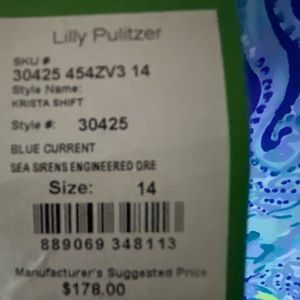 Lilly Pulitzer
SKU #
30425 454ZV3 14
Style Name:
KRISTA SHIFT
Style #: 30425
BLUE CURRENT
SEA SIRENS ENGINEERED DRE
Size: 14
889069 348113
Manufacturer's Suggested Price
$178.00